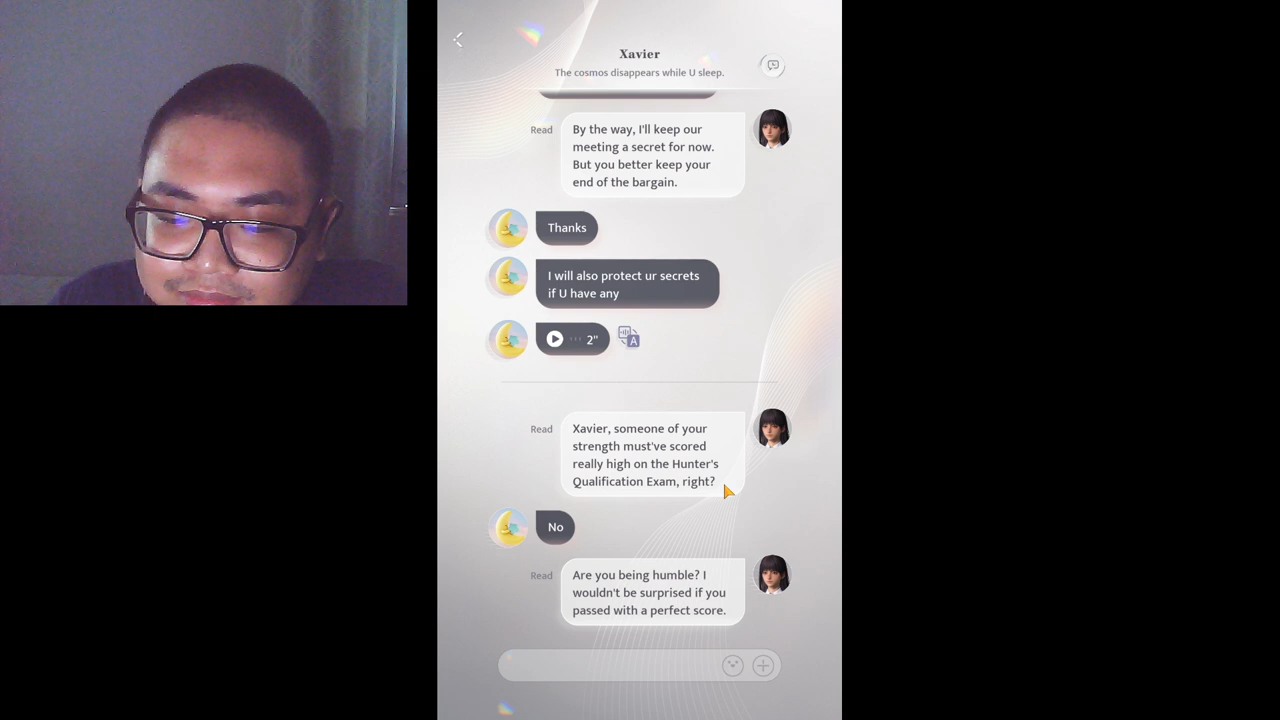 Xavier
The cosmos disappears while U sleep.
Read
By the way, I'll keep our
meeting a secret for now.
But you better keep your
end of the bargain.
Thanks
I will also protect ur secrets
if U have any
2"
A
Read
Xavier, someone of your
strength must've scored
really high on the Hunter's
Qualification Exam, right?
No
Read
Are you being humble? I
wouldn't be surprised if you
passed with a perfect score.